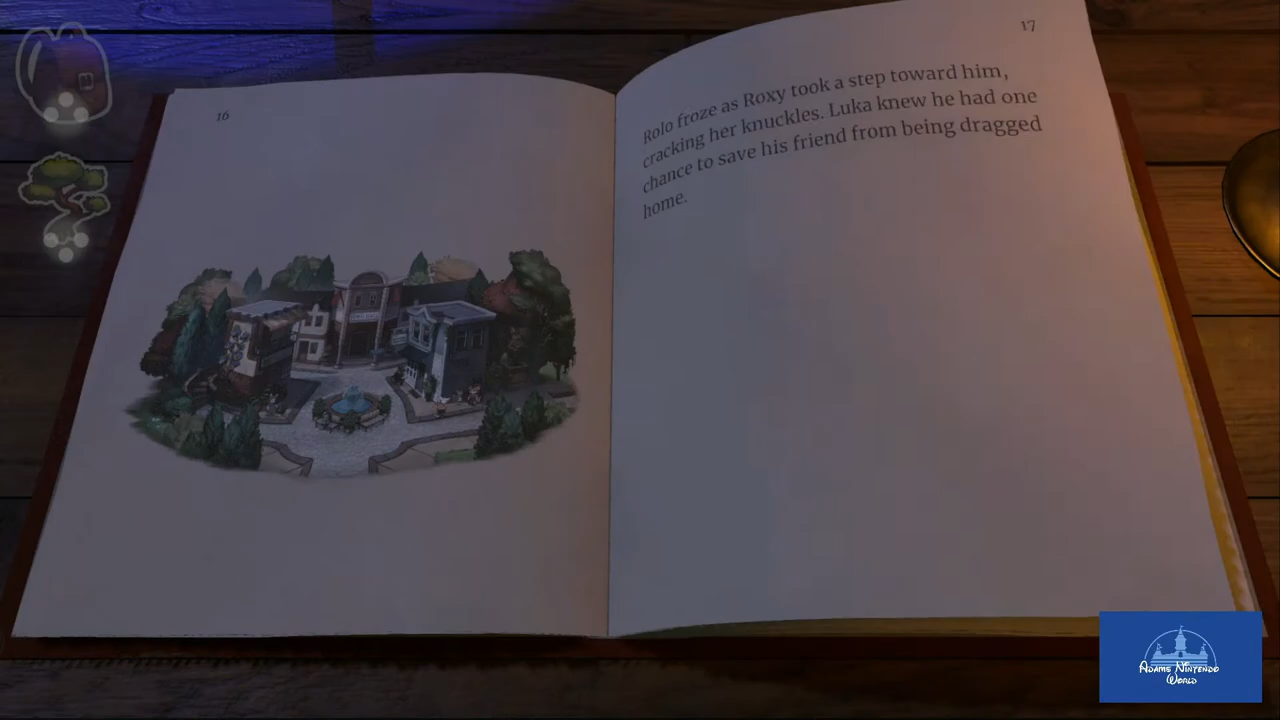 16
17
Rolo froze as Roxy took a step toward him,
cracking her knuckles. Luka knew he had one
chance to save his friend from being dragged
home.
ADAMS NINTENDO
WORLD